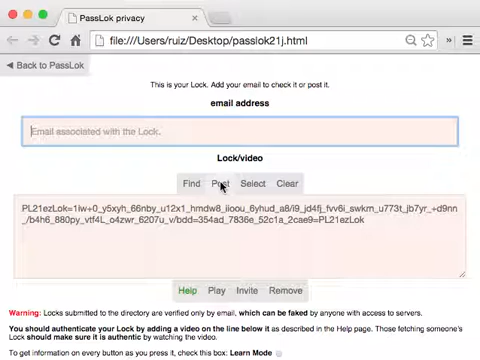 PassLok privacy
file:///Users/ruiz/Desktop/passlok21j.html
Back to PassLok
This is your Lock. Add your email to check it or post it.
email address
Email associated with the Lock.
Lock/video
Find Post Select Clear
PL21ezLok=1iw+0_y5xyh_66nby_u12x1_hmdw8_iioou_6yhud_a8/i9_jd4fj_fvv6i_swkrn_u773t_jb7yr_+d9nn
_/b4h6_880py_vtf4L_o4zwr_6207u_v/bdd=354ad_7836e_52c1a_2cae9=PL21ezLok
Help Play Invite Remove
Warning: Locks submitted to the directory are verified only by email, which can be faked by anyone with access to servers.
You should authenticate your Lock by adding a video on the line below it as described in the Help page. Those fetching someone's
Lock should make sure it is authentic by watching the video.
To get information on every button as you press it, check this box: Learn Mode